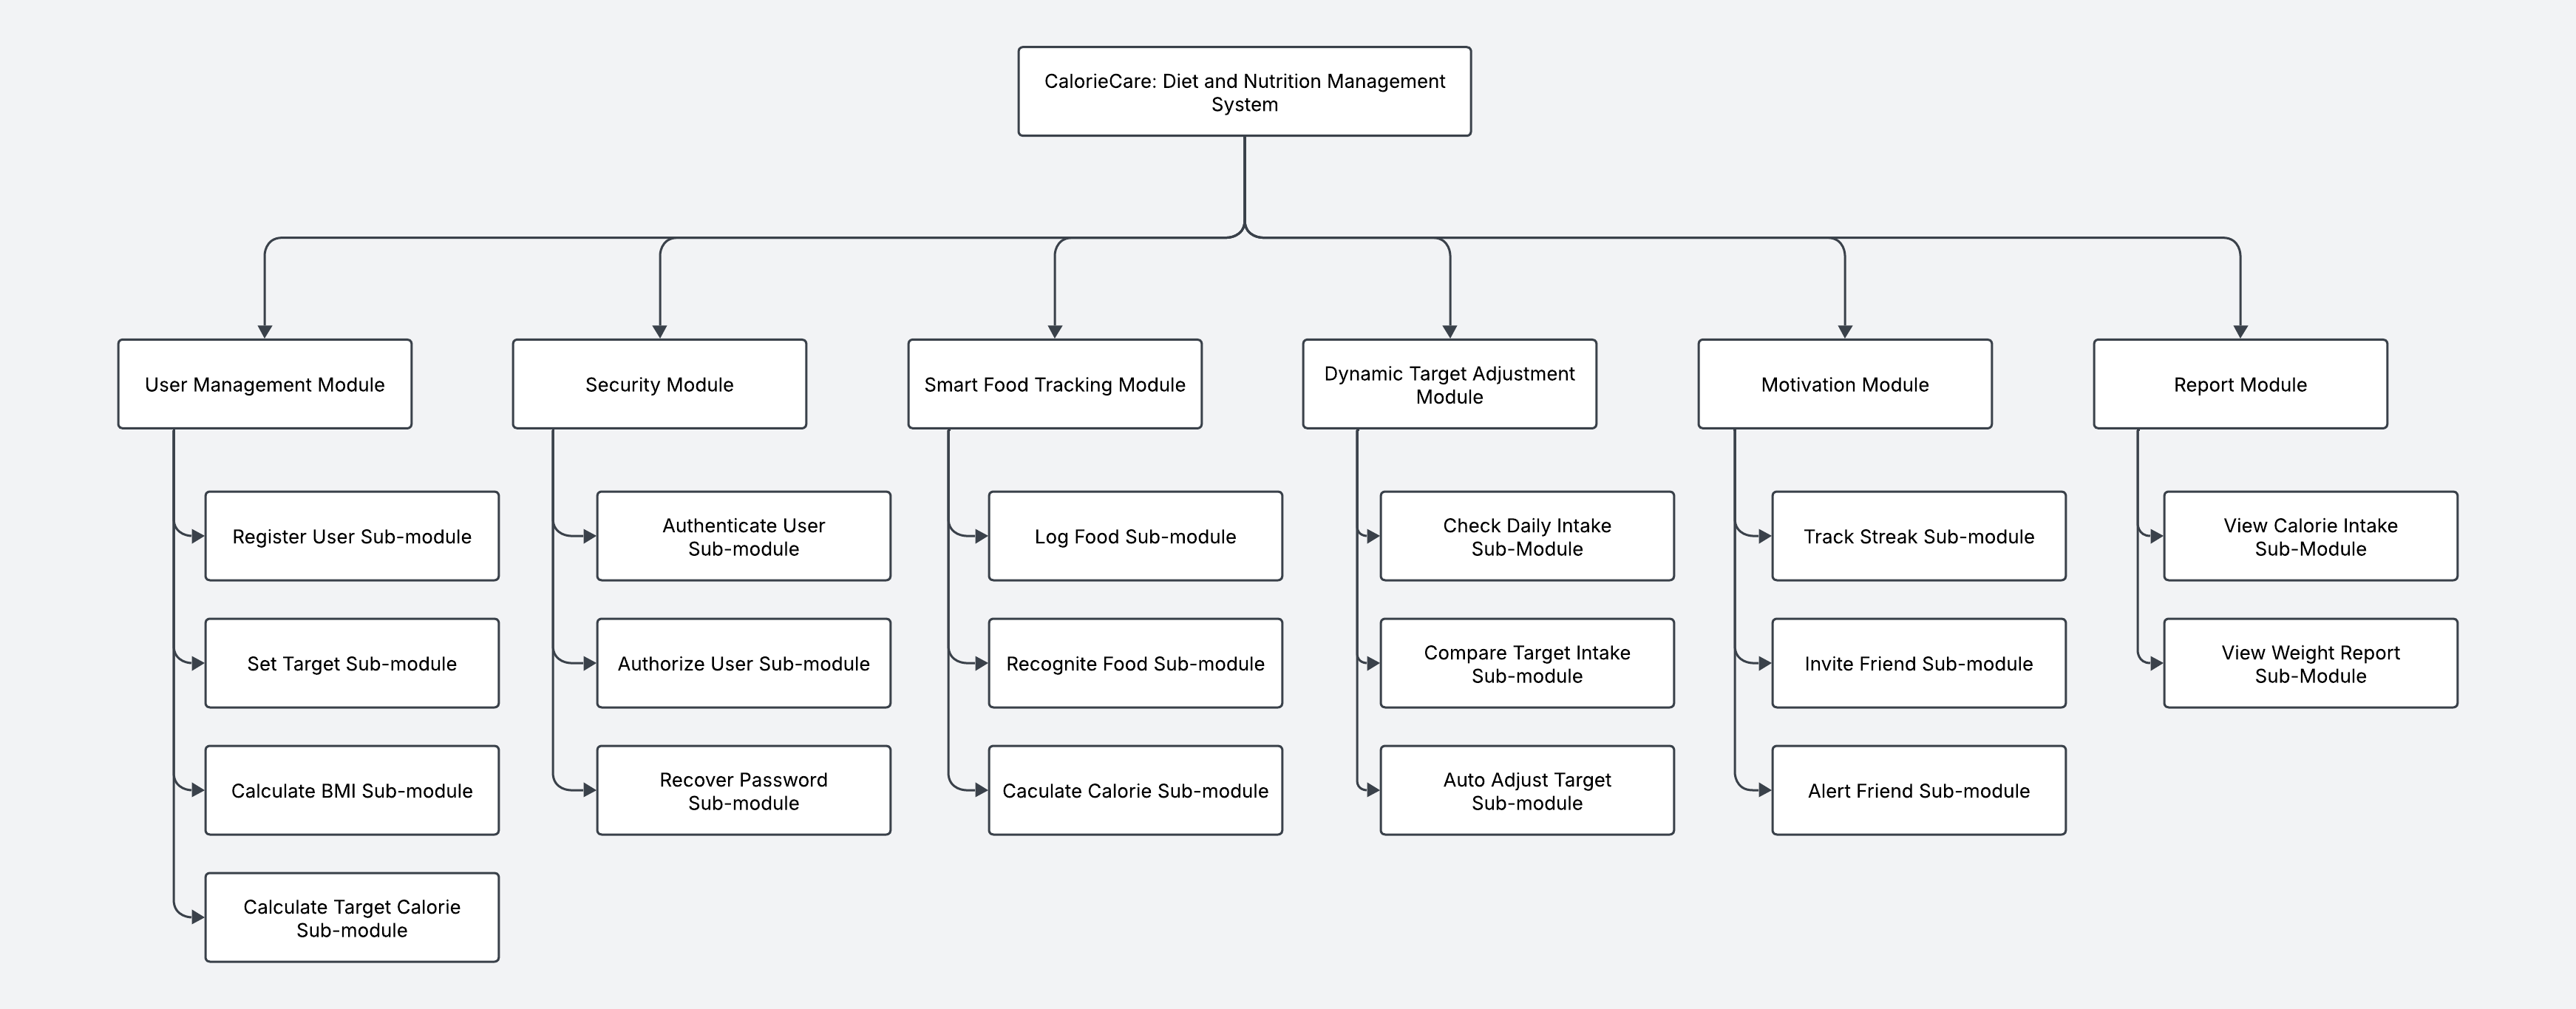 CalorieCare: Diet and Nutrition Management
System
User Management Module
Security Module
Smart Food Tracking Module
Dynamic Target Adjustment
Module
Motivation Module
Report Module
Register User Sub-module
Set Target Sub-module
Calculate BMI Sub-module
Calculate Target Calorie
Sub-module
Authenticate User
Sub-module
Authorize User Sub-module
Recover Password
Sub-module
Log Food Sub-module
Recognite Food Sub-module
Caculate Calorie Sub-module
Check Daily Intake
Sub-Module
Compare Target Intake
Sub-module
Auto Adjust Target
Sub-module
Track Streak Sub-module
Invite Friend Sub-module
Alert Friend Sub-module
View Calorie Intake
Sub-Module
View Weight Report
Sub-Module